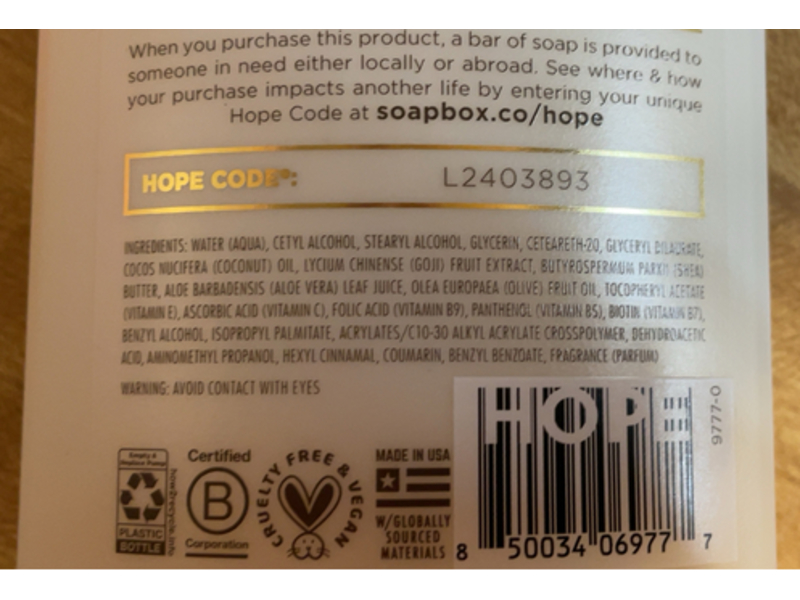 When you purchase this product, a bar of soap is provided to
someone in need either locally or abroad. See where & how
your purchase impacts another life by entering your unique
Hope Code at soapbox.co/hope
HOPE CODE®: L2403893
INGREDIENTS: WATER (AQUA), CETYL ALCOHOL, STEARYL ALCOHOL, GLYCERIN, CETEARETH-20, GLYCERYL DILAURATE,
COCOS NUCIFERA (COCONUT) OIL, LYCIUM CHINENSE (GOJI) FRUIT EXTRACT, BUTYROSPERMUM PARKII (SHEA)
BUTTER, ALOE BARBADENSIS (ALOE VERA) LEAF JUICE, OLEA EUROPAEA (OLIVE) FRUIT OIL, TOCOPHERYL ACETATE
(VITAMIN E), ASCORBIC ACID (VITAMIN C), FOLIC ACID (VITAMIN B9), PANTHENOL (VITAMIN B5), BIOTIN (VITAMIN B7),
BENZYL ALCOHOL, ISOPROPYL PALMITATE, ACRYLATES/C10-30 ALKYL ACRYLATE CROSSPOLYMER, DEHYDROACETIC
ACID, AMINOMETHYL PROPANOL, HEXYL CINNAMAL, COUMARIN, BENZYL BENZOATE, FRAGRANCE (PARFUM)
WARNING: AVOID CONTACT WITH EYES
Empty &
Replace Pump
PLASTIC
BOTTLE
how2recycle.info
Certified
B
Corporation
CRUELTY FREE & VEGAN
MADE IN USA
W/GLOBALLY
SOURCED
MATERIALS
HOPE
9777-0
8 50034 06977 7